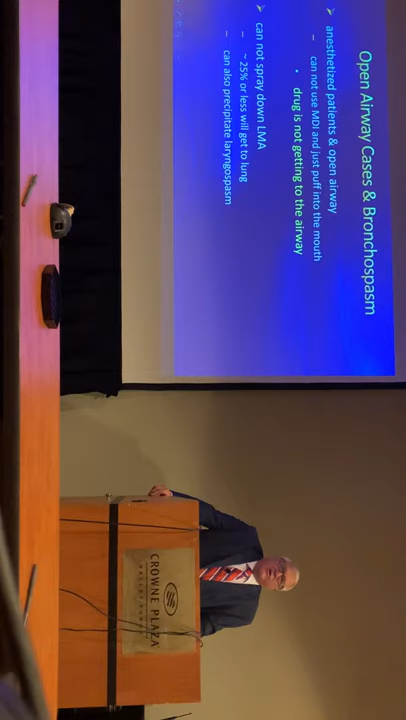 Open Airway Cases & Bronchospasm
anesthetized patients & open airway
– can not use MDI and just puff into the mouth
• drug is not getting to the airway
can not spray down LMA
– ~ 25% or less will get to lung
– can also precipitate laryngospasm
CROWNE PLAZA